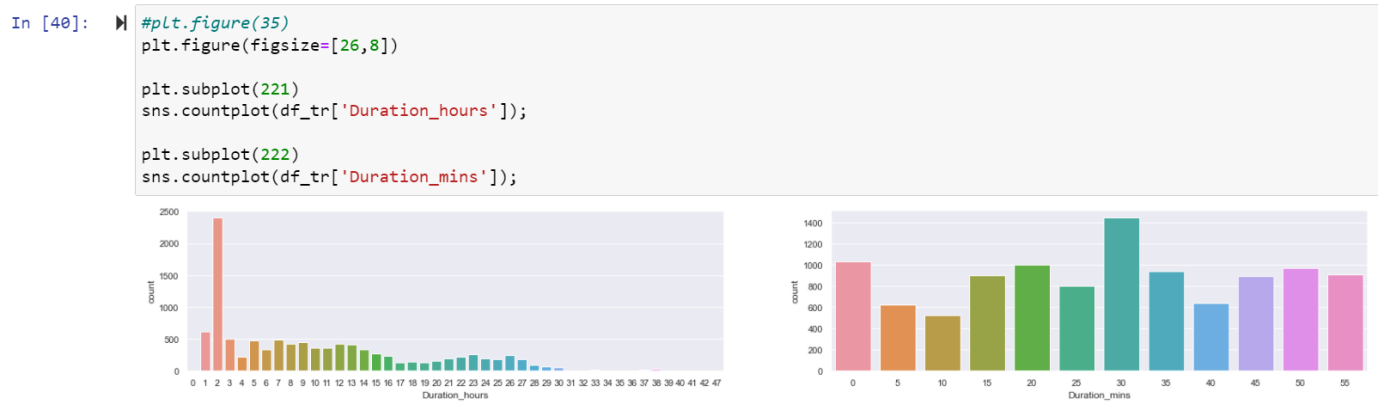 In [40]:
#plt.figure(35)
plt.figure(figsize=[26,8])
plt.subplot(221)
sns.countplot(df_tr['Duration_hours']);
plt.subplot(222)
sns.countplot(df_tr['Duration_mins']);
2500
2000
1500
1000
500
0
count
0 1 2 3 4 5 6 7 8 9 10 11 12 13 14 15 16 17 18 19 20 21 22 23 24 25 26 27 28 29 30 31 32 33 34 35 36 37 38 39 40 41 42 47
Duration_hours
1400
1200
1000
800
600
400
200
0
count
0 5 10 15 20 25 30 35 40 45 50 55
Duration_mins